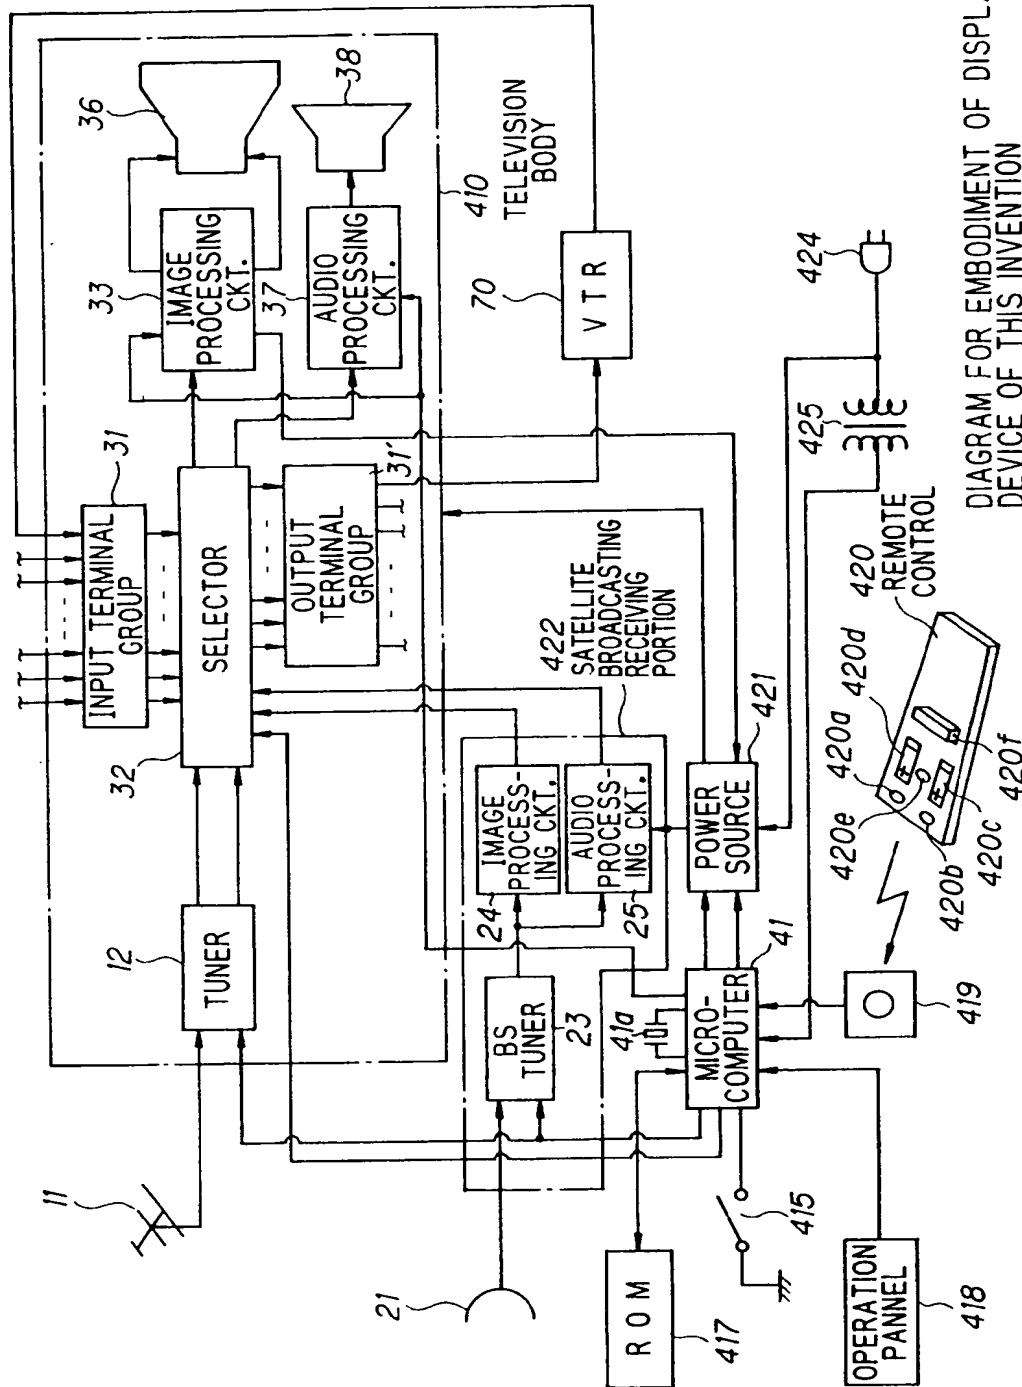 11
12
TUNER
32
INPUT TERMINAL
GROUP
31
SELECTOR
OUTPUT
TERMINAL
GROUP
31'
33
IMAGE
PROCESSING
CKT.
36
37
AUDIO
PROCESSING
CKT.
38
410
TELEVISION
BODY
21
BS
TUNER
23
24
IMAGE
PROCESS-
ING CKT.
AUDIO
PROCESS-
ING CKT.
25
422
SATELLITE
BROADCASTING
RECEIVING
PORTION
70
VTR
ROM
417
415
41a
MICRO-
COMPUTER
41
POWER
SOURCE
421
425
424
OPERATION
PANNEL
418
419
420a
420d
420e
420b
420c
420f
420
REMOTE
CONTROL
DIAGRAM FOR EMBODIMENT OF DISPLA
DEVICE OF THIS INVENTION